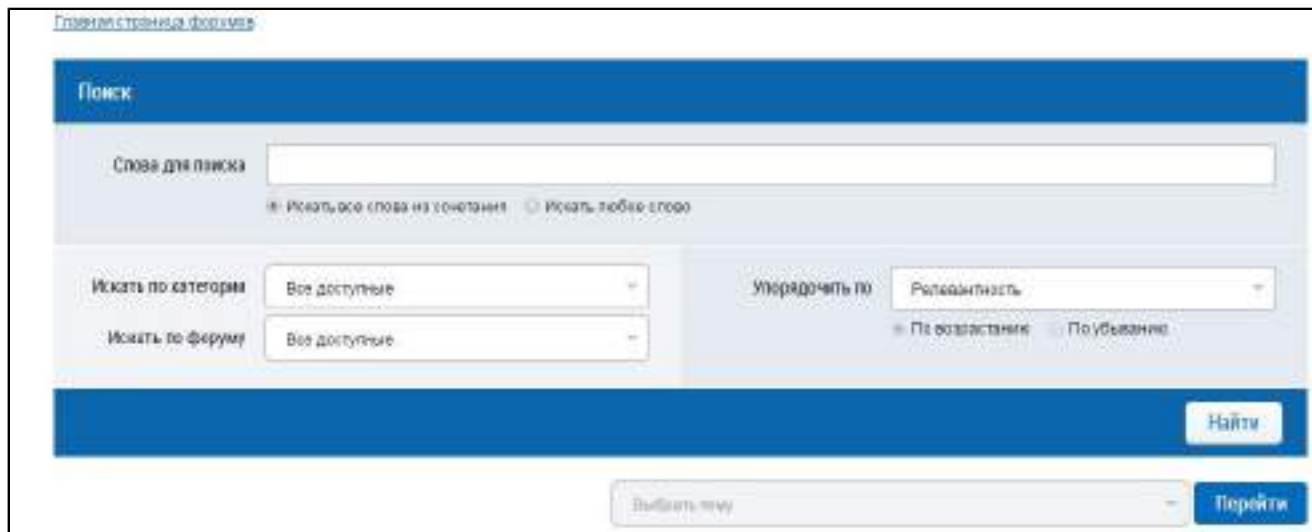 Главная страница форумов
Поиск
Слова для поиска
Искать все слова из сочетания Искать любое слово
Искать по категории Все доступные Упорядочить по Релевантность
Искать по форуму Все доступные По возрастанию По убыванию
Найти
Выбрать тему Перейти